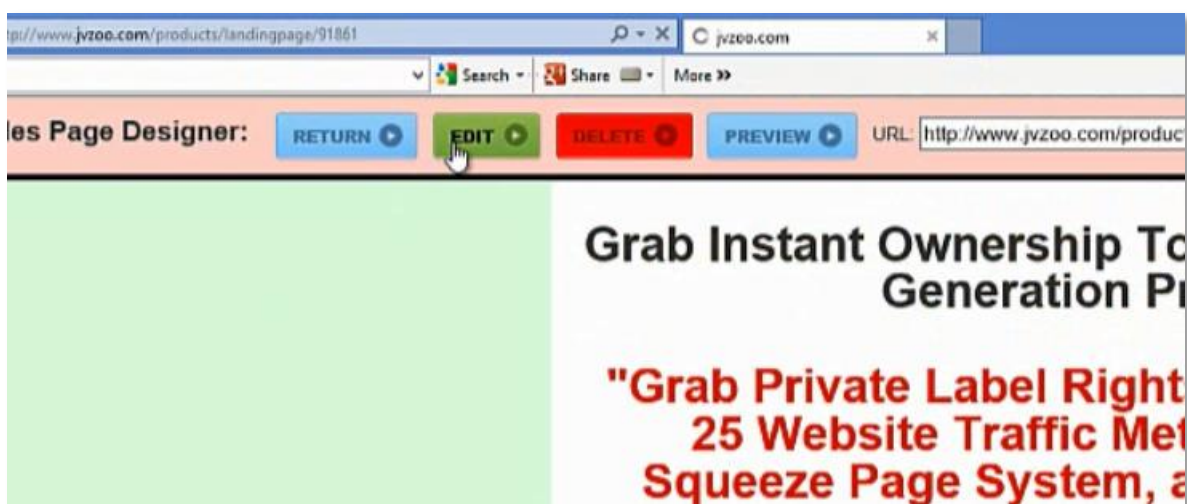 tp://www.jvzoo.com/products/landingpage/91861
jvzoo.com
Search
Share
More »
les Page Designer:
RETURN
EDIT
DELETE
PREVIEW
URL: http://www.jvzoo.com/produc
Grab Instant Ownership To
Generation Pr
"Grab Private Label Right
25 Website Traffic Met
Squeeze Page System, a